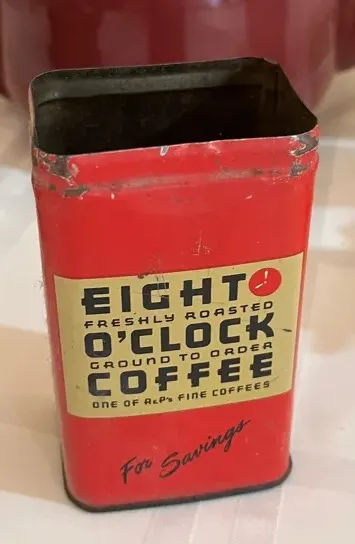 EIGHT
FRESHLY ROASTED
O'CLOCK
GROUND TO ORDER
COFFEE
ONE OF A&P's FINE COFFEES
For Savings